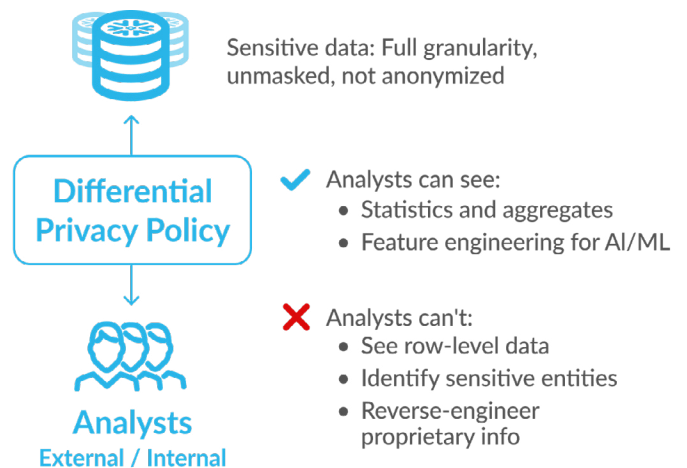 Sensitive data: Full granularity,
unmasked, not anonymized
Differential
Privacy Policy
Analysts can see:
• Statistics and aggregates
• Feature engineering for AI/ML
Analysts can't:
• See row-level data
• Identify sensitive entities
• Reverse-engineer
proprietary info
Analysts
External / Internal